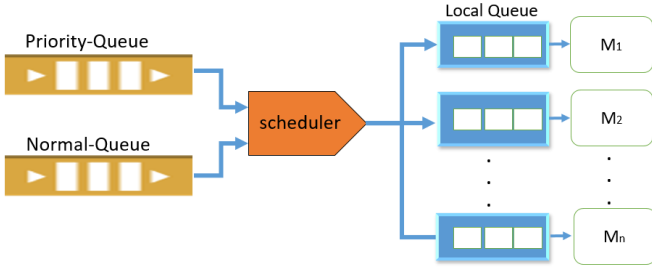 Priority-Queue
Normal-Queue
scheduler
Local Queue
M1
M2
Mn